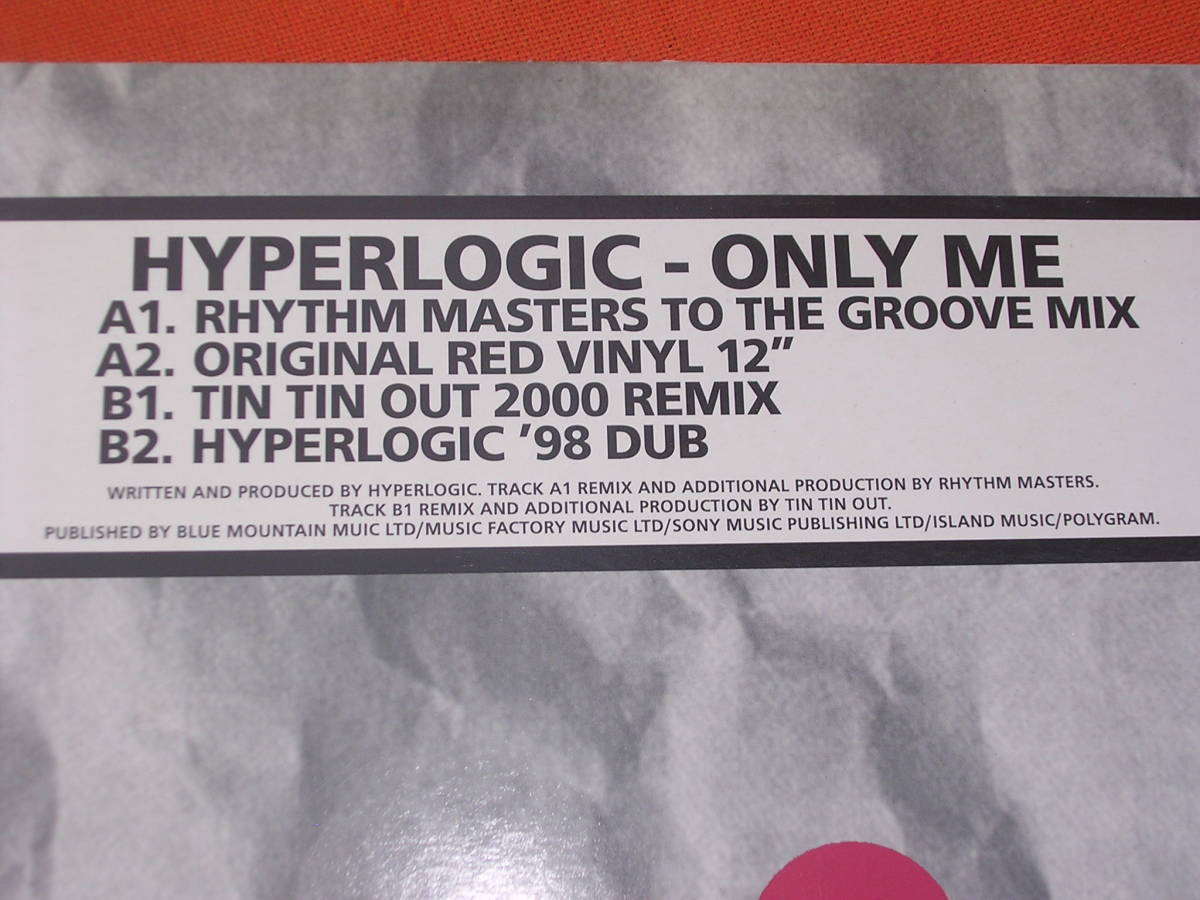 HYPERLOGIC - ONLY ME
A1. RHYTHM MASTERS TO THE GROOVE MIX
A2. ORIGINAL RED VINYL 12”
B1. TIN TIN OUT 2000 REMIX
B2. HYPERLOGIC ’98 DUB
WRITTEN AND PRODUCED BY HYPERLOGIC. TRACK A1 REMIX AND ADDITIONAL PRODUCTION BY RHYTHM MASTERS.
TRACK B1 REMIX AND ADDITIONAL PRODUCTION BY TIN TIN OUT.
PUBLISHED BY BLUE MOUNTAIN MUIC LTD/MUSIC FACTORY MUSIC LTD/SONY MUSIC PUBLISHING LTD/ISLAND MUSIC/POLYGRAM.